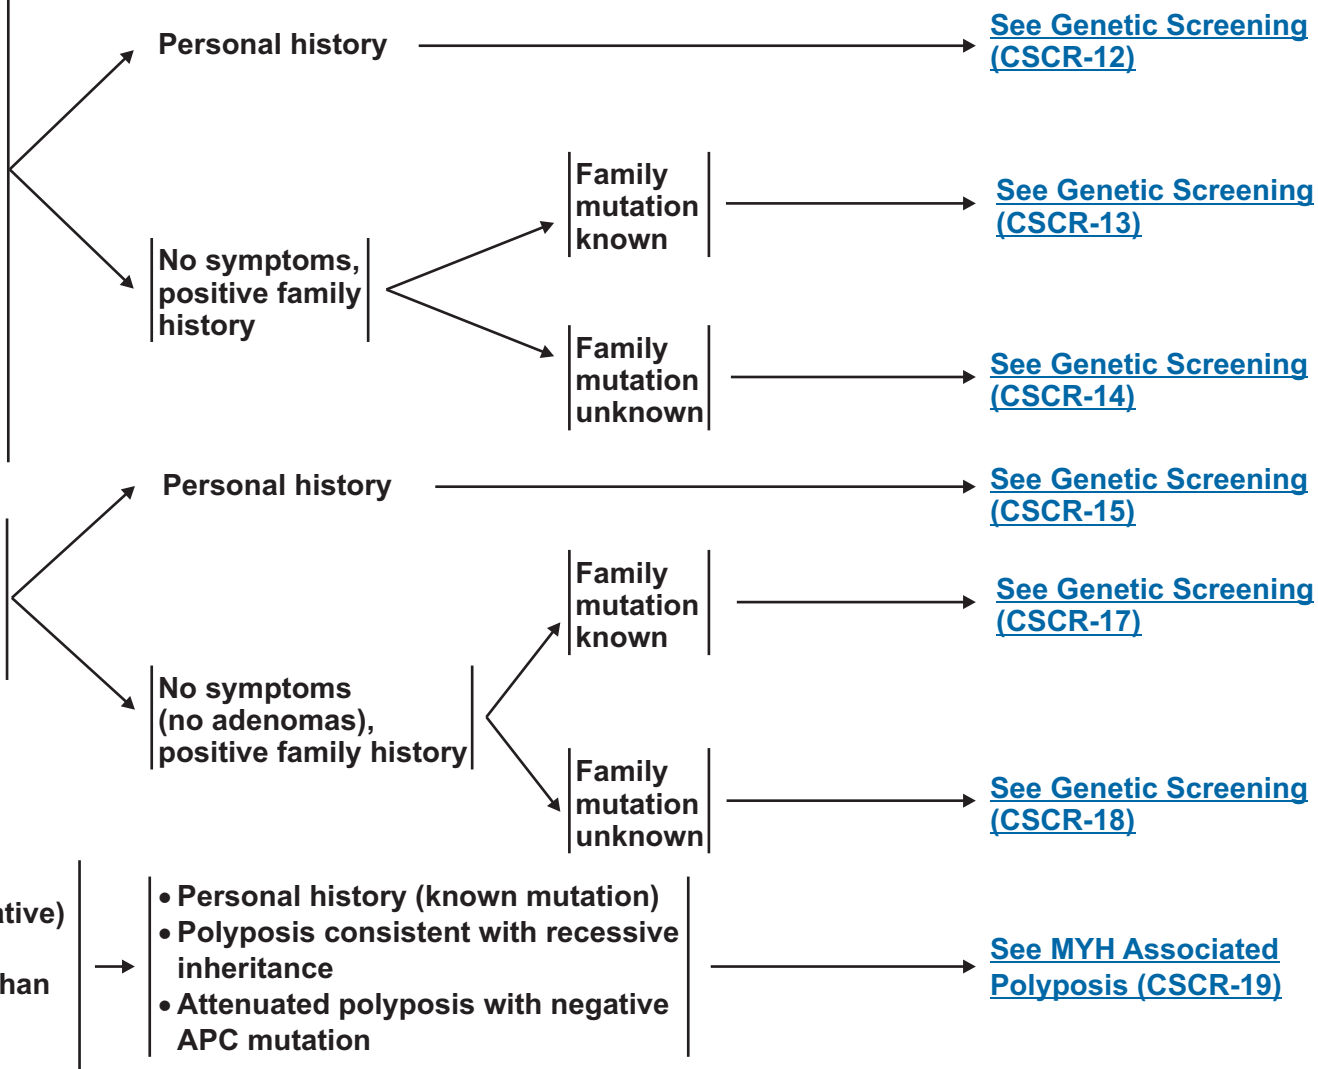 Personal history
See Genetic Screening
(CSCR-12)
Family
mutation
known
See Genetic Screening
(CSCR-13)
No symptoms,
positive family
history
Family
mutation
unknown
See Genetic Screening
(CSCR-14)
Personal history
See Genetic Screening
(CSCR-15)
Family
mutation
known
See Genetic Screening
(CSCR-17)
No symptoms
(no adenomas),
positive family history
Family
mutation
unknown
See Genetic Screening
(CSCR-18)
ative)
han
• Personal history (known mutation)
• Polyposis consistent with recessive
inheritance
• Attenuated polyposis with negative
APC mutation
See MYH Associated
Polyposis (CSCR-19)